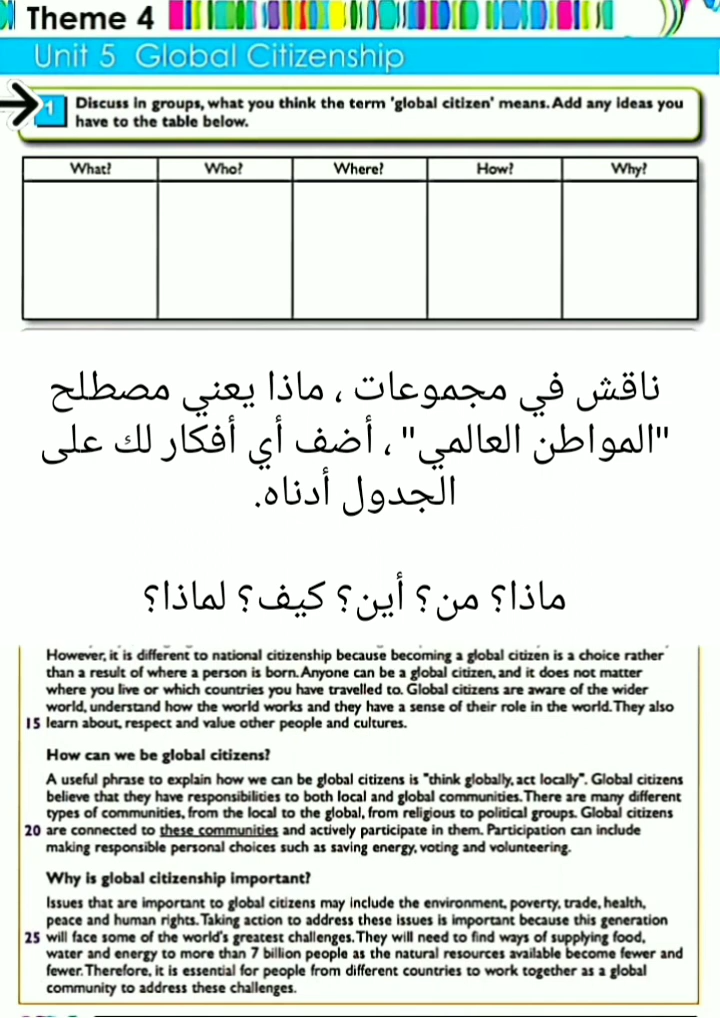 Theme 4
Unit 5 Global Citizenship
1 Discuss in groups, what you think the term 'global citizen' means. Add any ideas you
have to the table below.
What? Who? Where? How? Why?
ناقش في مجموعات ، ماذا يعني مصطلح
"المواطن العالمي" ، أضف أي أفكار لك على
الجدول أدناه.
ماذا؟ من؟ أين؟ كيف؟ لماذا؟
However, it is different to national citizenship because becoming a global citizen is a choice rather
than a result of where a person is born. Anyone can be a global citizen, and it does not matter
where you live or which countries you have travelled to. Global citizens are aware of the wider
world, understand how the world works and they have a sense of their role in the world. They also
15 learn about, respect and value other people and cultures.
How can we be global citizens?
A useful phrase to explain how we can be global citizens is "think globally, act locally". Global citizens
believe that they have responsibilities to both local and global communities. There are many different
types of communities, from the local to the global, from religious to political groups. Global citizens
20 are connected to these communities and actively participate in them. Participation can include
making responsible personal choices such as saving energy, voting and volunteering.
Why is global citizenship important?
Issues that are important to global citizens may include the environment, poverty, trade, health,
peace and human rights. Taking action to address these issues is important because this generation
25 will face some of the world's greatest challenges. They will need to find ways of supplying food,
water and energy to more than 7 billion people as the natural resources available become fewer and
fewer. Therefore, it is essential for people from different countries to work together as a global
community to address these challenges.